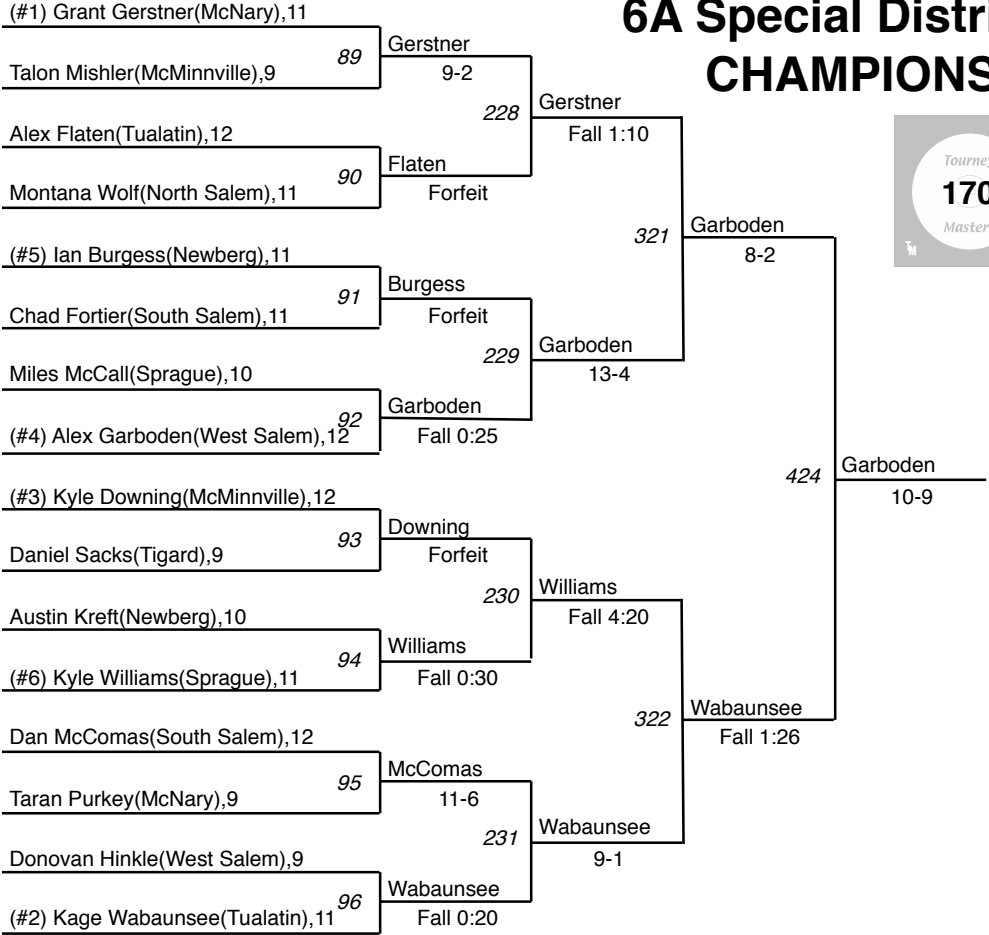 6A Special Distri
CHAMPIONS
Tourney
170
Master
TM
(#1) Grant Gerstner(McNary),11
89
Talon Mishler(McMinnville),9
Gerstner
9-2
228
Alex Flaten(Tualatin),12
90
Montana Wolf(North Salem),11
Flaten
Forfeit
Gerstner
Fall 1:10
321
(#5) Ian Burgess(Newberg),11
91
Chad Fortier(South Salem),11
Burgess
Forfeit
229
Miles McCall(Sprague),10
92
(#4) Alex Garboden(West Salem),12
Garboden
Fall 0:25
Garboden
13-4
Garboden
8-2
424
(#3) Kyle Downing(McMinnville),12
93
Daniel Sacks(Tigard),9
Downing
Forfeit
230
Austin Kreft(Newberg),10
94
(#6) Kyle Williams(Sprague),11
Williams
Fall 0:30
Williams
Fall 4:20
322
Dan McComas(South Salem),12
95
Taran Purkey(McNary),9
McComas
11-6
231
Donovan Hinkle(West Salem),9
96
(#2) Kage Wabaunsee(Tualatin),11
Wabaunsee
Fall 0:20
Wabaunsee
9-1
Wabaunsee
Fall 1:26
Garboden
10-9